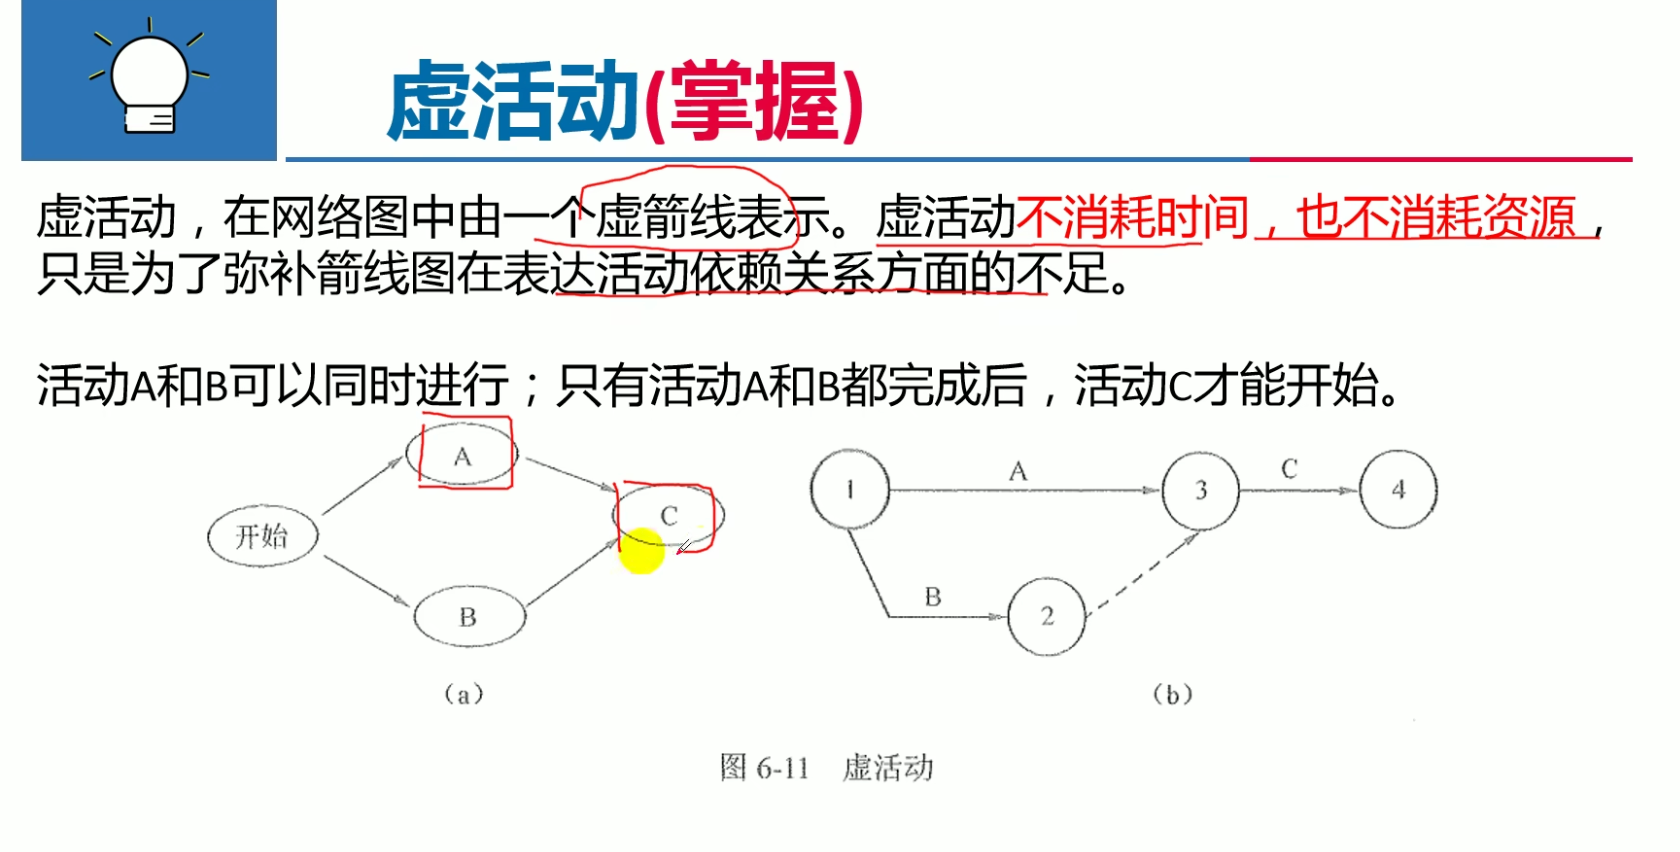 虚活动(掌握)
虚活动，在网络图中由一个虚箭线表示。虚活动不消耗时间，也不消耗资源，
只是为了弥补箭线图在表达活动依赖关系方面的不足。
活动A和B可以同时进行；只有活动A和B都完成后，活动C才能开始。
开始
A
B
C
(a)
1
A
3
C
4
B
2
(b)
图 6-11 虚活动